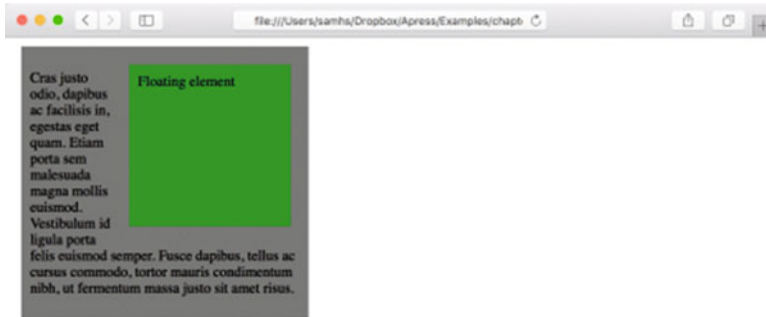 file:///Users/samhs/Dropbox/Apress/Examples/chapt
Cras justo
odio, dapibus
ac facilisis in,
egestas eget
quam. Etiam
porta sem
malesuada
magna mollis
euismod.
Vestibulum id
ligula porta
felis euismod semper. Fusce dapibus, tellus ac
cursus commodo, tortor mauris condimentum
nibh, ut fermentum massa justo sit amet risus.
Floating element